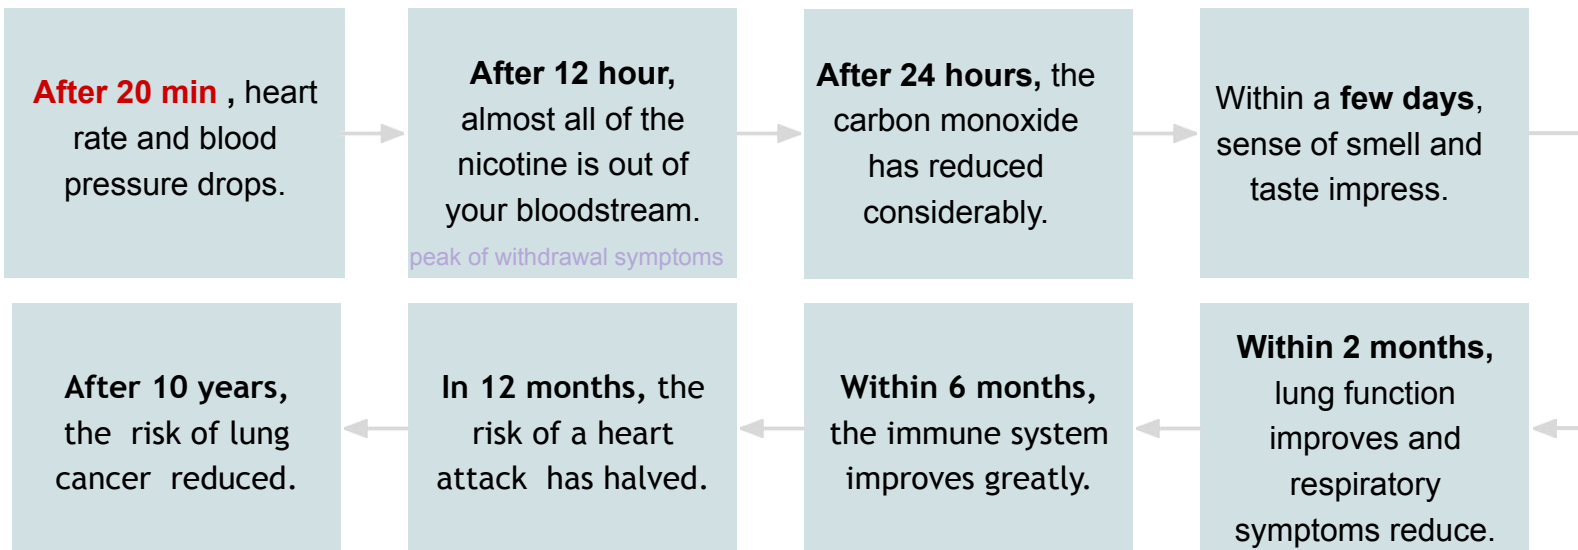 After 20 min , heart
rate and blood
pressure drops.
After 12 hour,
almost all of the
nicotine is out of
your bloodstream.
peak of withdrawal symptoms
After 24 hours, the
carbon monoxide
has reduced
considerably.
Within a few days,
sense of smell and
taste impress.
Within 2 months,
lung function
improves and
respiratory
symptoms reduce.
Within 6 months,
the immune system
improves greatly.
In 12 months, the
risk of a heart
attack has halved.
After 10 years,
the risk of lung
cancer reduced.